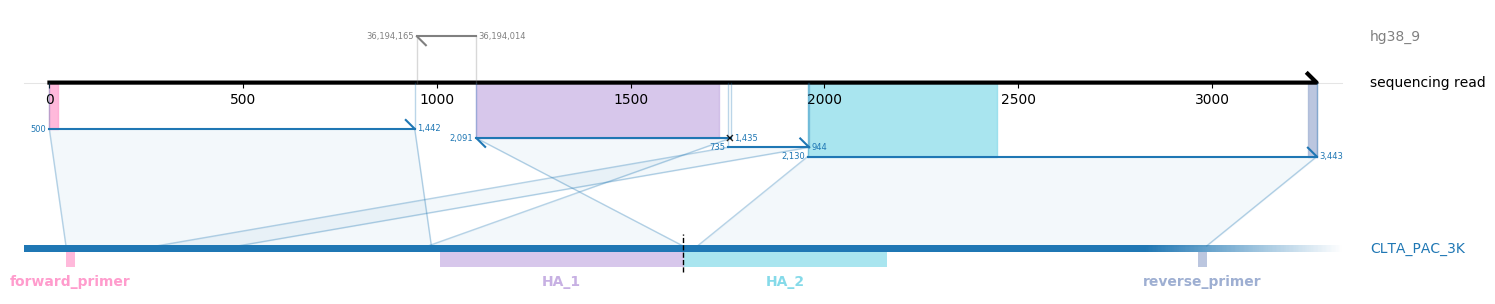 36,194,165 36,194,014 hg38_9
sequencing read
0 500 1000 1500 2000 2500 3000
500 1,442
2,091 1,435
735 944
2,130 3,443
CLTA_PAC_3K
forward_primer HA_1 HA_2 reverse_primer